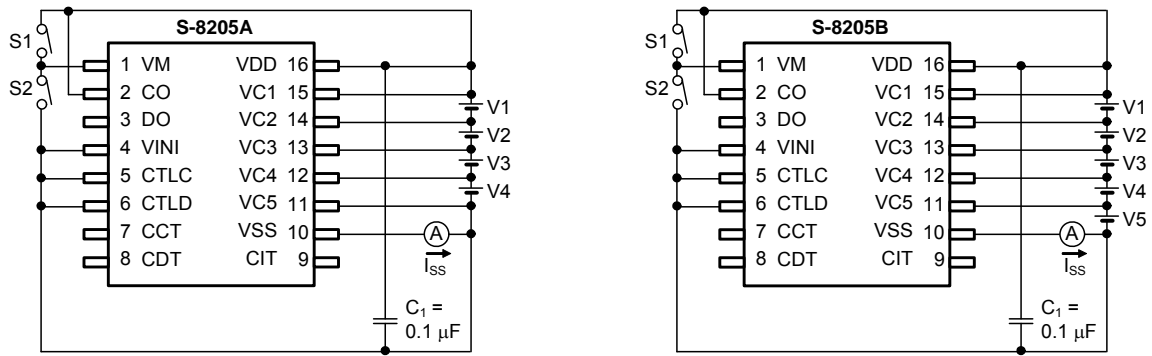 S-8205A
S1
S2
1 VM
2 CO
3 DO
4 VINI
5 CTLC
6 CTLD
7 CCT
8 CDT
VDD 16
VC1 15
VC2 14
VC3 13
VC4 12
VC5 11
VSS 10
CIT 9
V1
V2
V3
V4
A
ISS
C1 =
0.1 μF
S-8205B
S1
S2
1 VM
2 CO
3 DO
4 VINI
5 CTLC
6 CTLD
7 CCT
8 CDT
VDD 16
VC1 15
VC2 14
VC3 13
VC4 12
VC5 11
VSS 10
CIT 9
V1
V2
V3
V4
V5
A
ISS
C1 =
0.1 μF